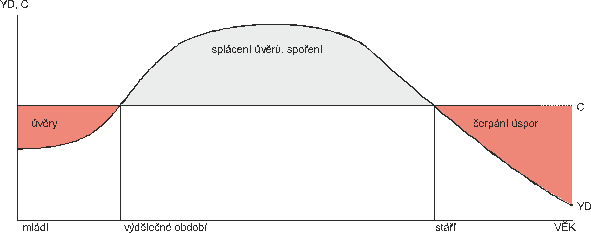 YD, C
splácení úvěrů, spoření
C
úvěry
čerpání úspor
YD
mládí
výdělečné období
stáří
VĚK